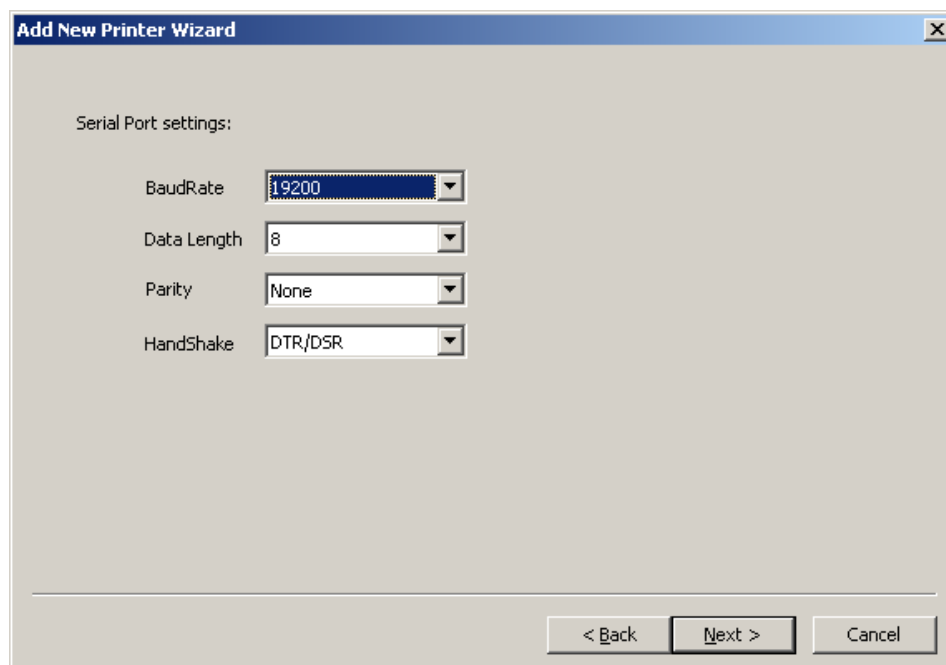 Add New Printer Wizard
Serial Port settings:
BaudRate 19200
Data Length 8
Parity None
HandShake DTR/DSR
< Back Next > Cancel